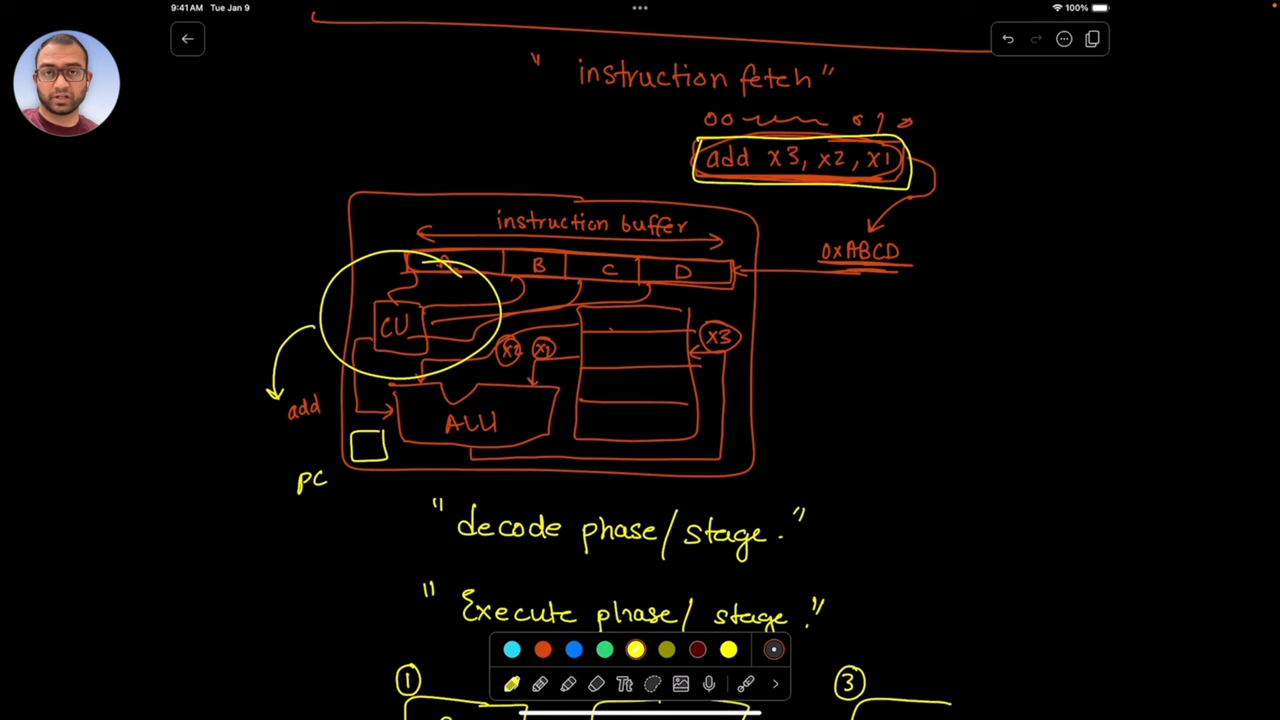 9:41 AM Tue Jan 9
100%
"instruction fetch"
add x3, x2, x1
instruction buffer
0xABCD
A B C D
CU
x3
x2 x1
add
ALU
PC
"decode phase/stage."
"Execute phase/ stage."
Tt
1
3